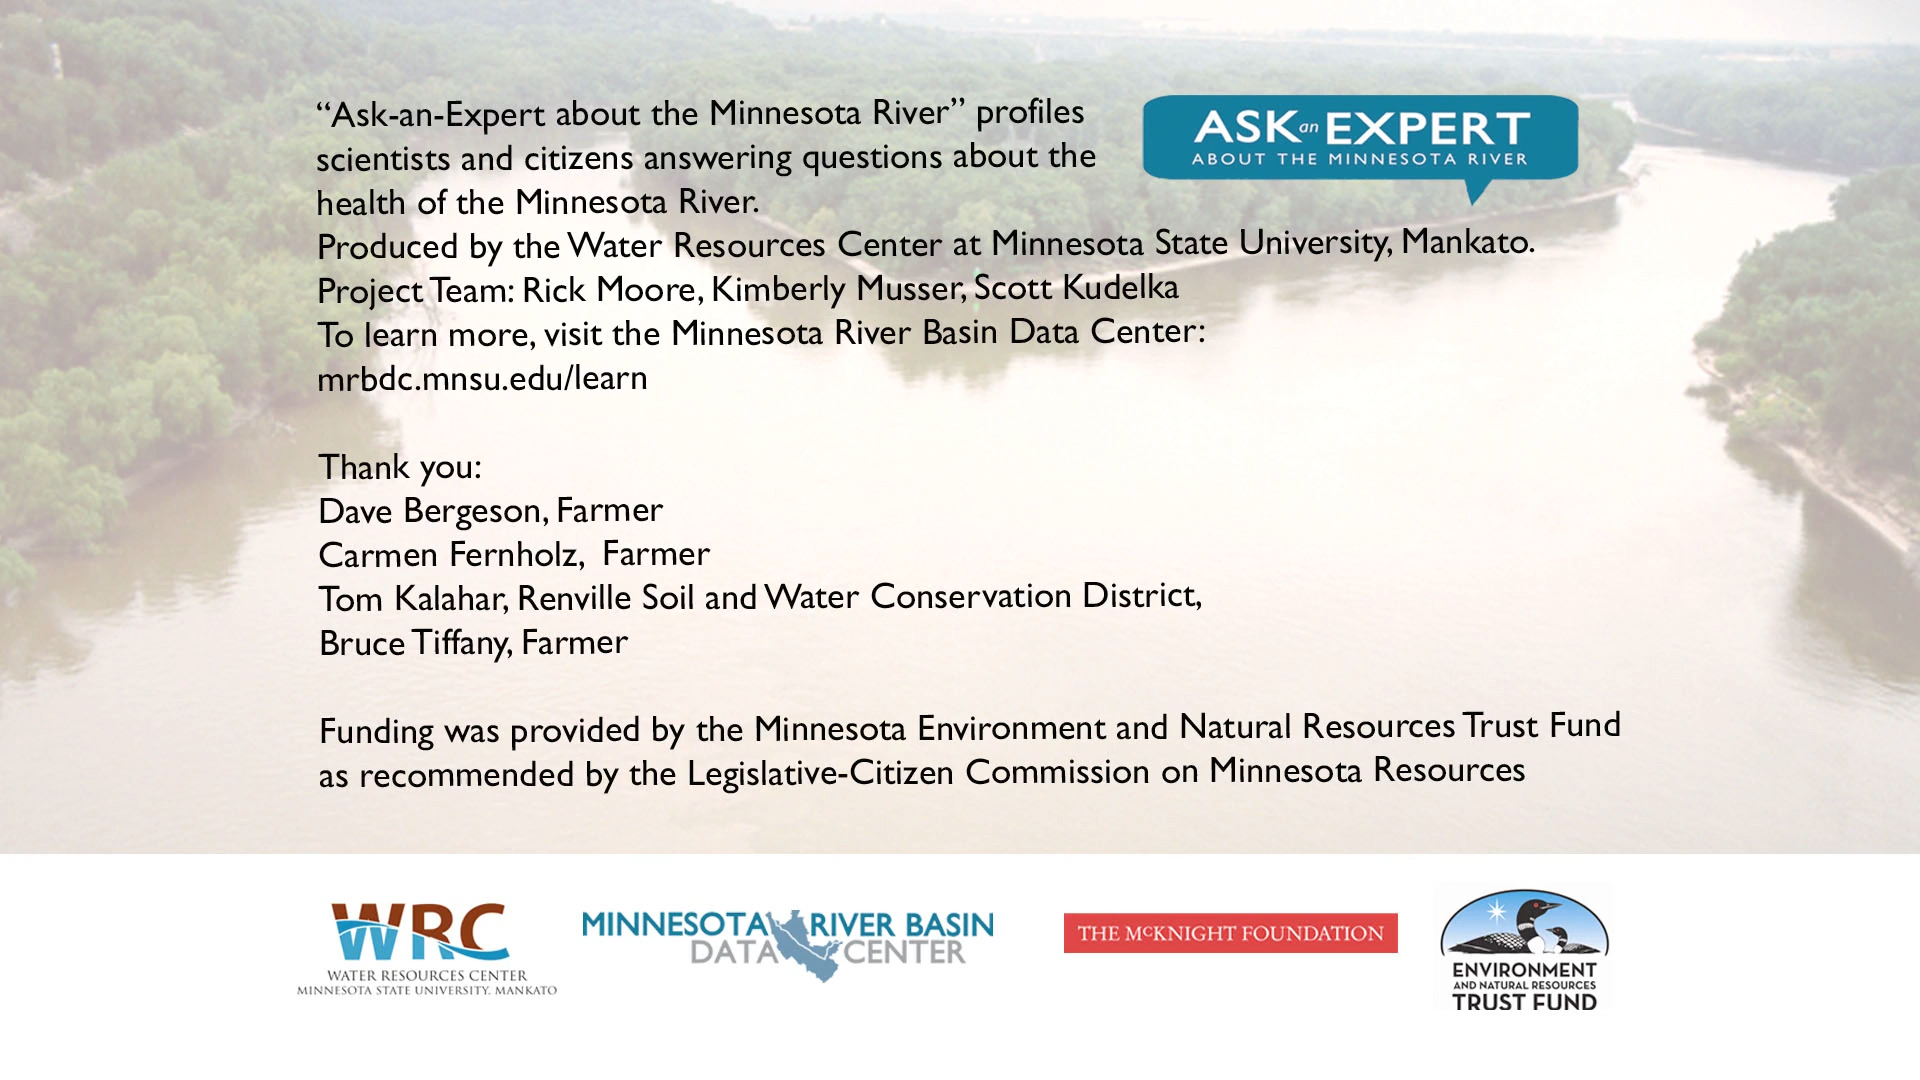 “Ask-an-Expert about the Minnesota River” profiles
scientists and citizens answering questions about the
health of the Minnesota River.
ASK an EXPERT
ABOUT THE MINNESOTA RIVER
Produced by the Water Resources Center at Minnesota State University, Mankato.
Project Team: Rick Moore, Kimberly Musser, Scott Kudelka
To learn more, visit the Minnesota River Basin Data Center:
mrbdc.mnsu.edu/learn
Thank you:
Dave Bergeson, Farmer
Carmen Fernholz,  Farmer
Tom Kalahar, Renville Soil and Water Conservation District,
Bruce Tiffany, Farmer
Funding was provided by the Minnesota Environment and Natural Resources Trust Fund
as recommended by the Legislative-Citizen Commission on Minnesota Resources
WRC
WATER RESOURCES CENTER
MINNESOTA STATE UNIVERSITY, MANKATO
MINNESOTA RIVER BASIN
DATA CENTER
THE McKNIGHT FOUNDATION
ENVIRONMENT
AND NATURAL RESOURCES
TRUST FUND